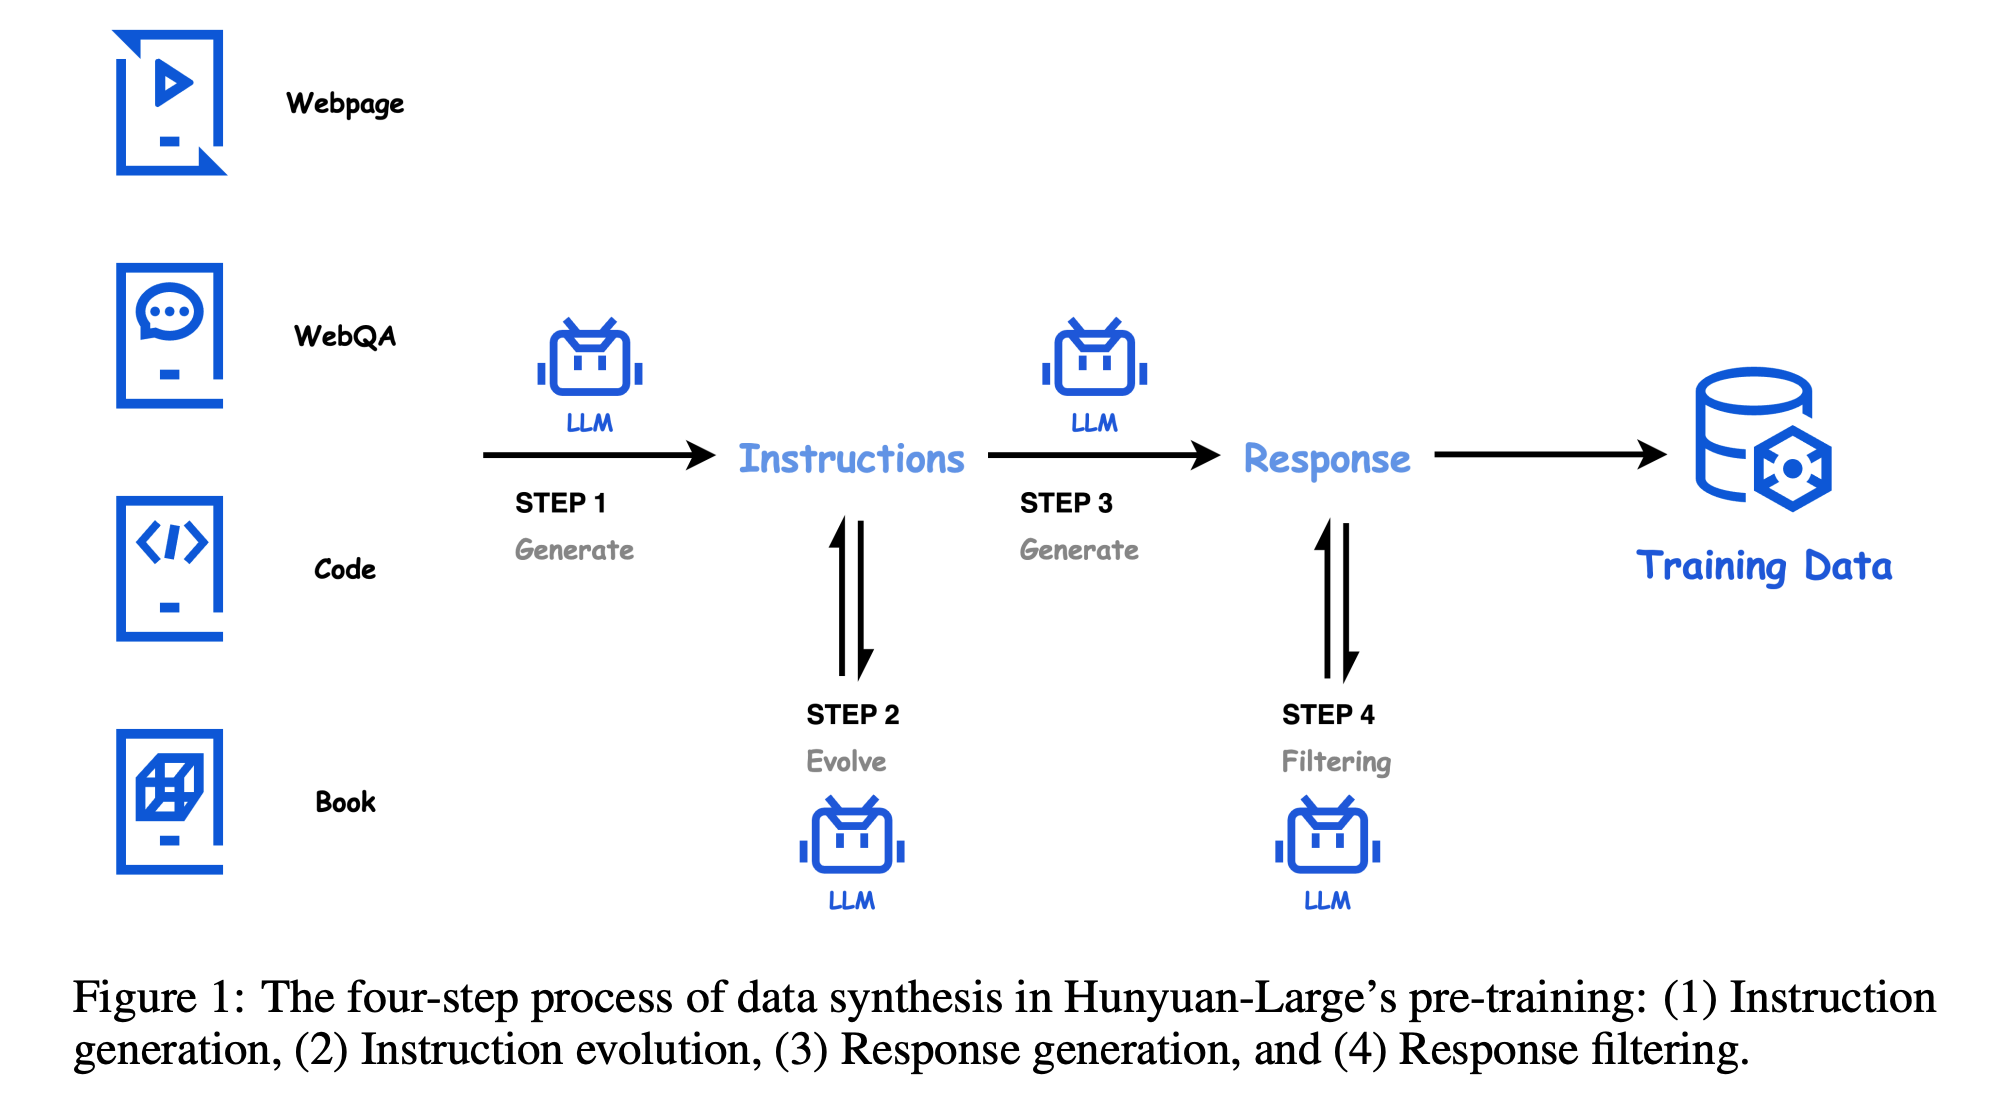 Webpage
WebQA
Code
Book
LLM
STEP 1
Generate
Instructions
STEP 2
Evolve
LLM
LLM
STEP 3
Generate
Response
STEP 4
Filtering
LLM
Training Data
Figure 1: The four-step process of data synthesis in Hunyuan-Large’s pre-training: (1) Instruction
generation, (2) Instruction evolution, (3) Response generation, and (4) Response filtering.